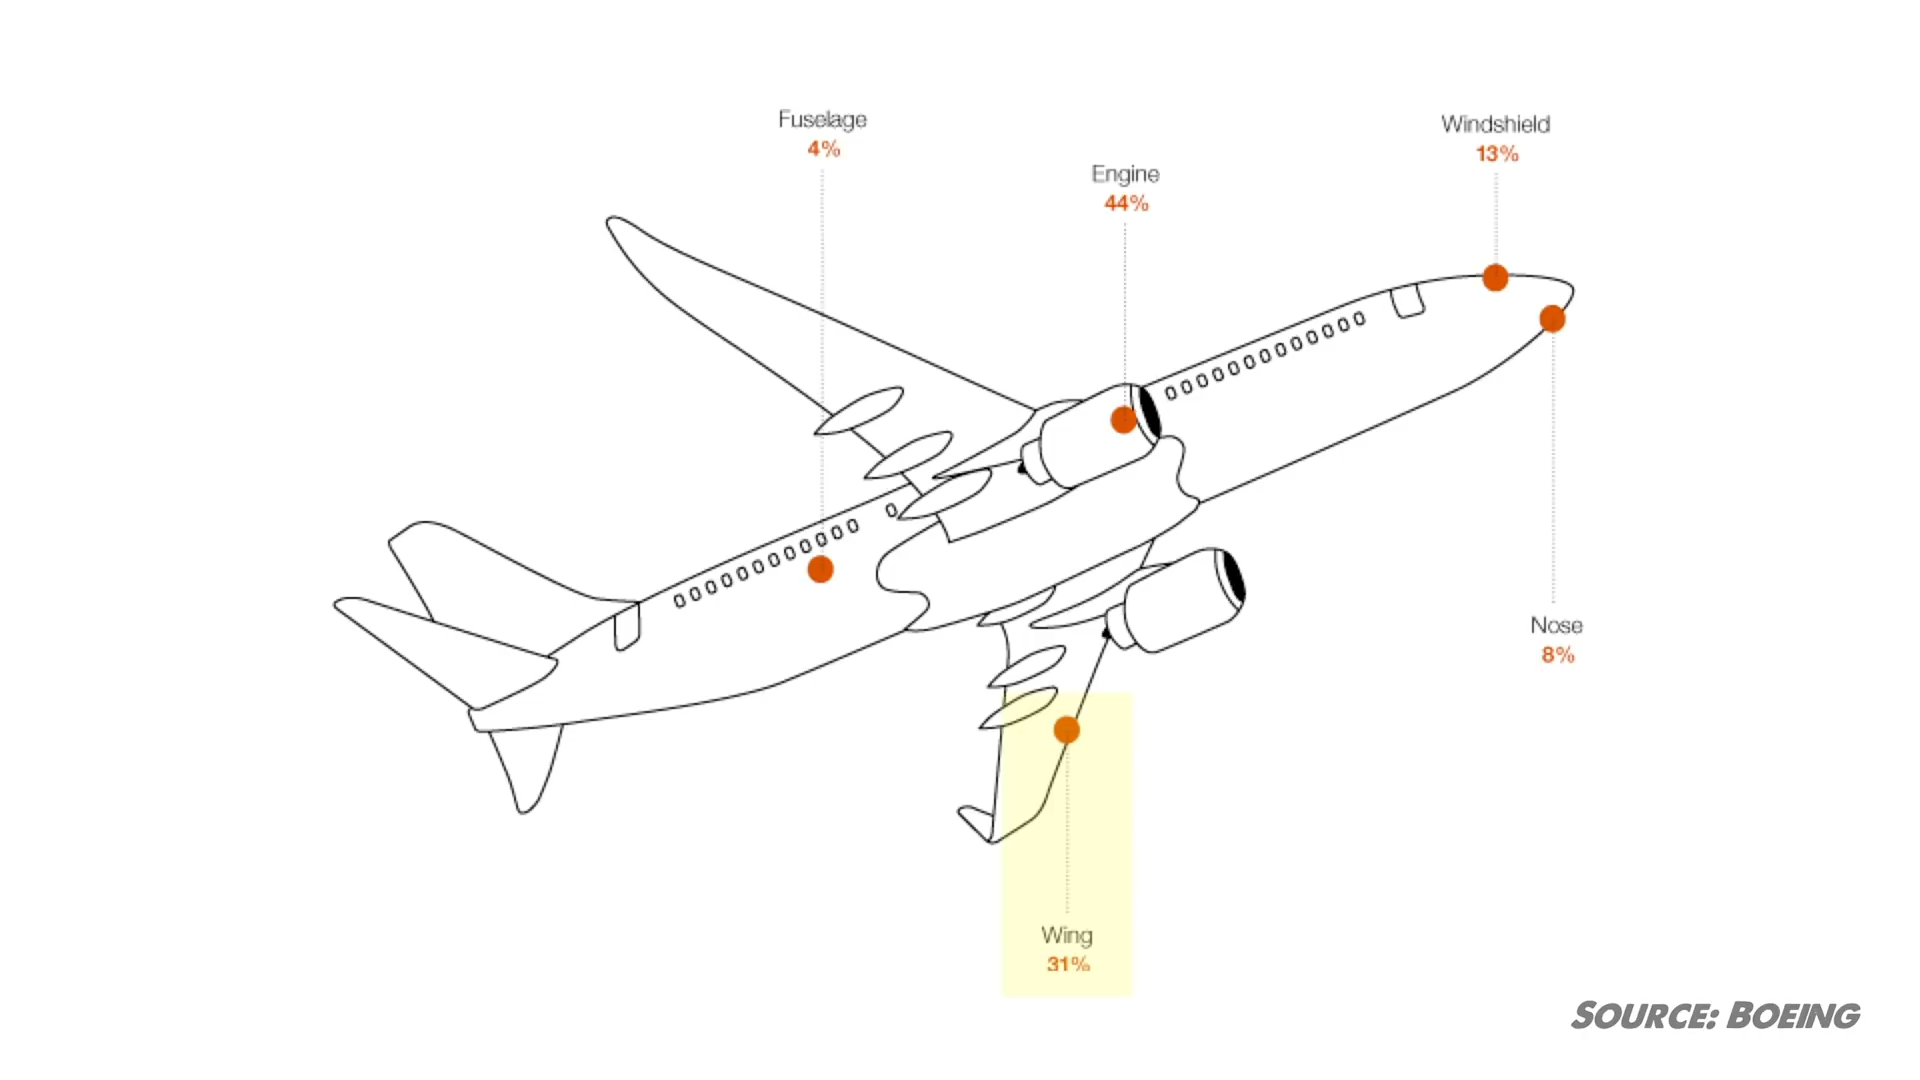 Fuselage
4%
Engine
44%
Windshield
13%
Nose
8%
Wing
31%
SOURCE: BOEING